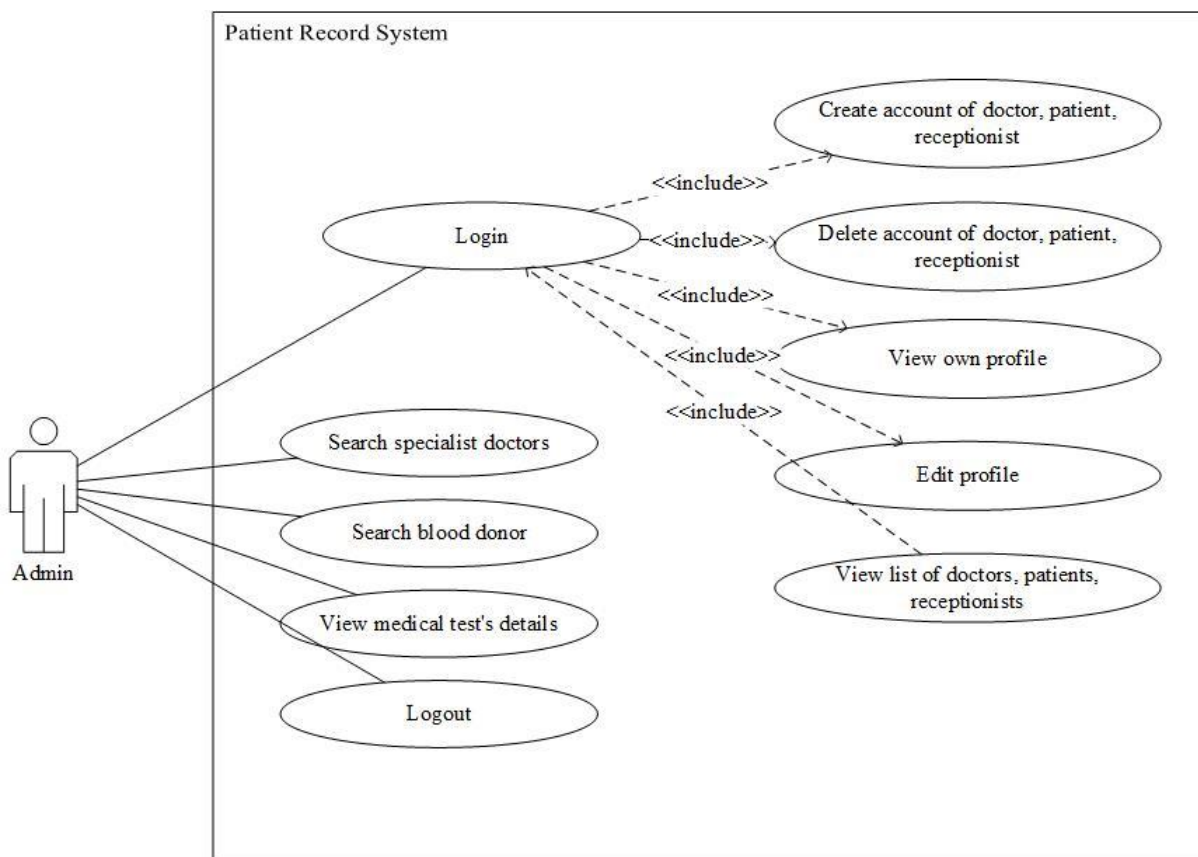 Patient Record System
Create account of doctor, patient,
receptionist
<<include>>
Login
<<include>>
Delete account of doctor, patient,
receptionist
<<include>>
View own profile
<<include>>
<<include>>
Search specialist doctors
Edit profile
Search blood donor
Admin
View list of doctors, patients,
receptionists
View medical test's details
Logout